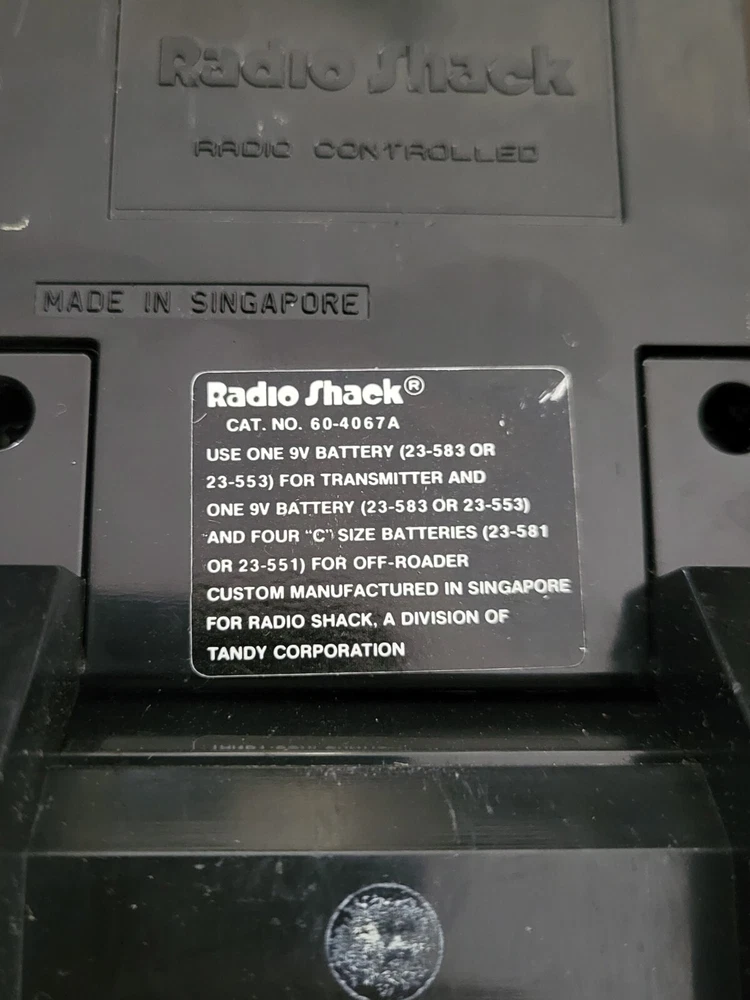 Radio Shack
RADIO CONTROLLED
MADE IN SINGAPORE
Radio Shack®
CAT. NO. 60-4067A
USE ONE 9V BATTERY (23-583 OR
23-553) FOR TRANSMITTER AND
ONE 9V BATTERY (23-583 OR 23-553)
AND FOUR "C" SIZE BATTERIES (23-581
OR 23-551) FOR OFF-ROADER
CUSTOM MANUFACTURED IN SINGAPORE
FOR RADIO SHACK, A DIVISION OF
TANDY CORPORATION